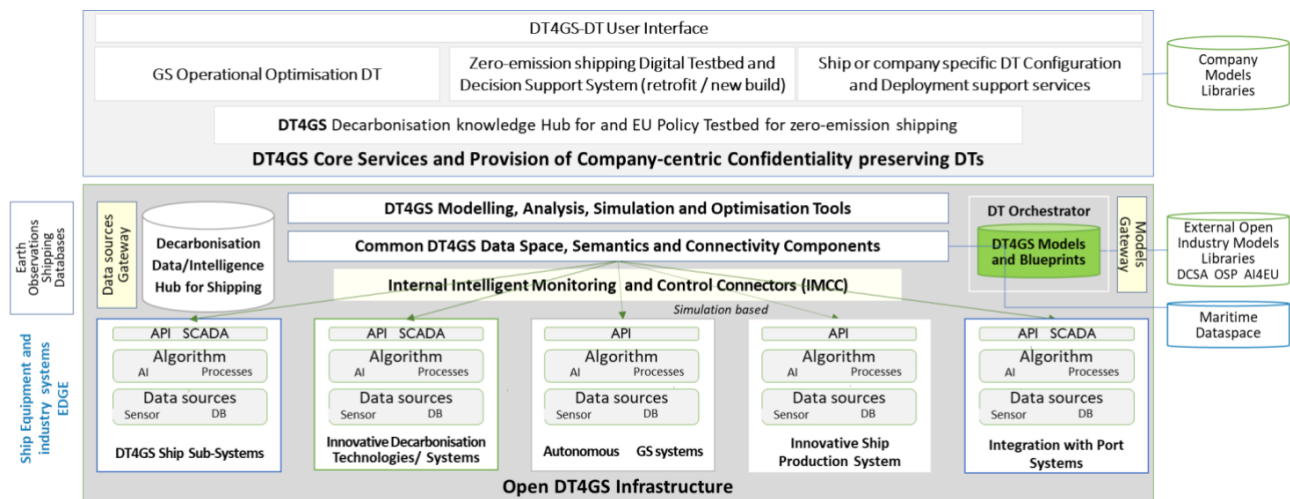 DT4GS-DT User Interface
GS Operational Optimisation DT
Zero-emission shipping Digital Testbed and
Decision Support System (retrofit / new build)
Ship or company specific DT Configuration
and Deployment support services
Company
Models
Libraries
DT4GS Decarbonisation knowledge Hub for and EU Policy Testbed for zero-emission shipping
DT4GS Core Services and Provision of Company-centric Confidentiality preserving DTs
Earth
Observations
Shipping
Databases
Data sources
Gateway
Decarbonisation
Data/Intelligence
Hub for Shipping
DT4GS Modelling, Analysis, Simulation and Optimisation Tools
Common DT4GS Data Space, Semantics and Connectivity Components
Internal Intelligent Monitoring and Control Connectors (IMCC)
Simulation based
DT Orchestrator
DT4GS Models
and Blueprints
Models
Gateway
External Open
Industry Models
Libraries
DCSA OSP AI4EU
Maritime
Dataspace
Ship Equipment and
industry systems
EDGE
API SCADA
Algorithm
AI Processes
Data sources
Sensor DB
DT4GS Ship Sub-Systems
API SCADA
Algorithm
AI Processes
Data sources
Sensor DB
Innovative Decarbonisation
Technologies/ Systems
API
Algorithm
AI Processes
Data sources
Sensor DB
Autonomous GS systems
API
Algorithm
AI Processes
Data sources
Sensor DB
Innovative Ship
Production System
API SCADA
Algorithm
AI Processes
Data sources
Sensor DB
Integration with Port
Systems
Open DT4GS Infrastructure